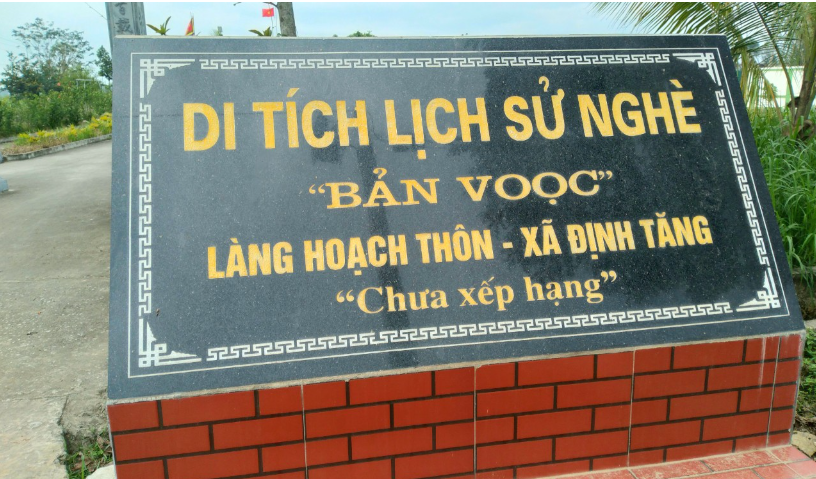 DI TÍCH LỊCH SỬ NGHÈ
“BẢN VOỌC”
LÀNG HOẠCH THÔN - XÃ ĐỊNH TĂNG
“Chưa xếp hạng”